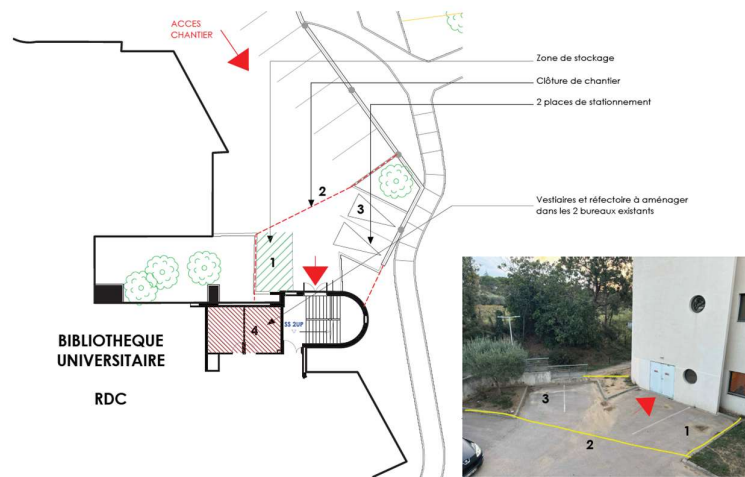 ACCES
CHANTIER
Zone de stockage
Clôture de chantier
2 places de stationnement
2
3
Vestiaires et réfectoire à aménager
dans les 2 bureaux existants
1
4
SS 2UP
BIBLIOTHEQUE
UNIVERSITAIRE
RDC
3
1
2